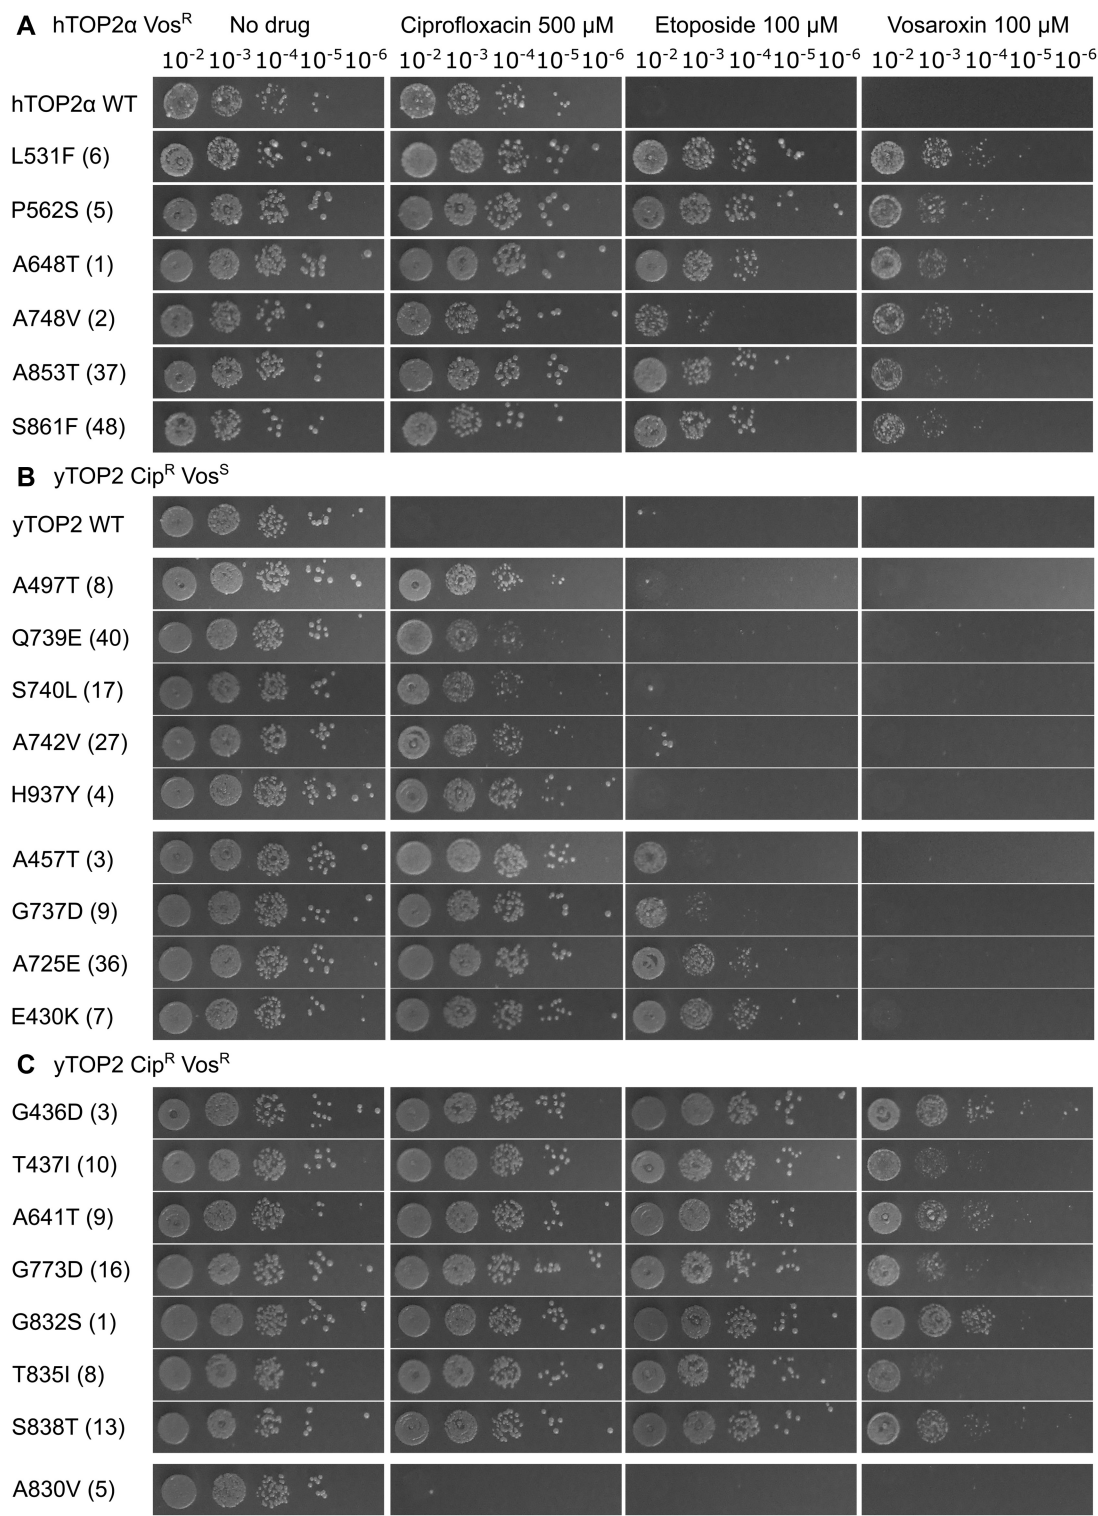 A hTOP2α Vosᴿ No drug Ciprofloxacin 500 µM Etoposide 100 µM Vosaroxin 100 µM
10⁻² 10⁻³ 10⁻⁴ 10⁻⁵ 10⁻⁶ 10⁻² 10⁻³ 10⁻⁴ 10⁻⁵ 10⁻⁶ 10⁻² 10⁻³ 10⁻⁴ 10⁻⁵ 10⁻⁶ 10⁻² 10⁻³ 10⁻⁴ 10⁻⁵ 10⁻⁶
hTOP2α WT
L531F (6)
P562S (5)
A648T (1)
A748V (2)
A853T (37)
S861F (48)
B yTOP2 Cipᴿ Vosˢ
yTOP2 WT
A497T (8)
Q739E (40)
S740L (17)
A742V (27)
H937Y (4)
A457T (3)
G737D (9)
A725E (36)
E430K (7)
C yTOP2 Cipᴿ Vosᴿ
G436D (3)
T437I (10)
A641T (9)
G773D (16)
G832S (1)
T835I (8)
S838T (13)
A830V (5)